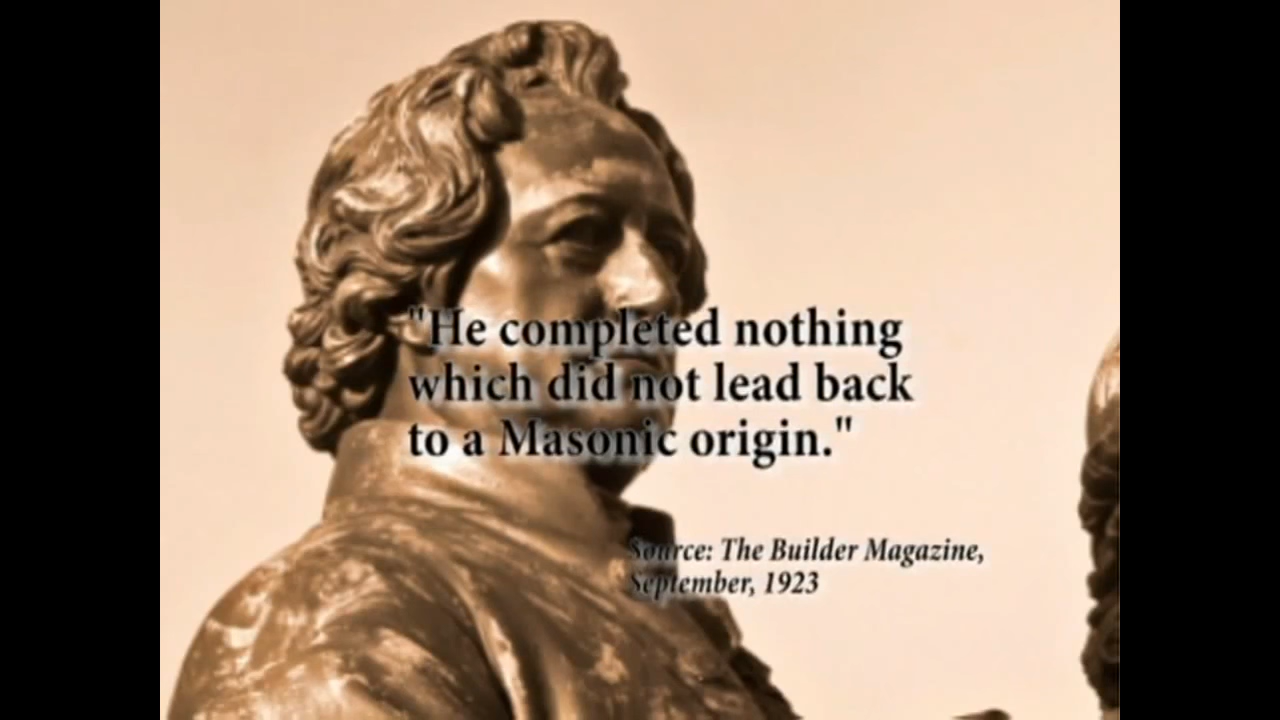 "He completed nothing
which did not lead back
to a Masonic origin."
Source: The Builder Magazine,
September, 1923